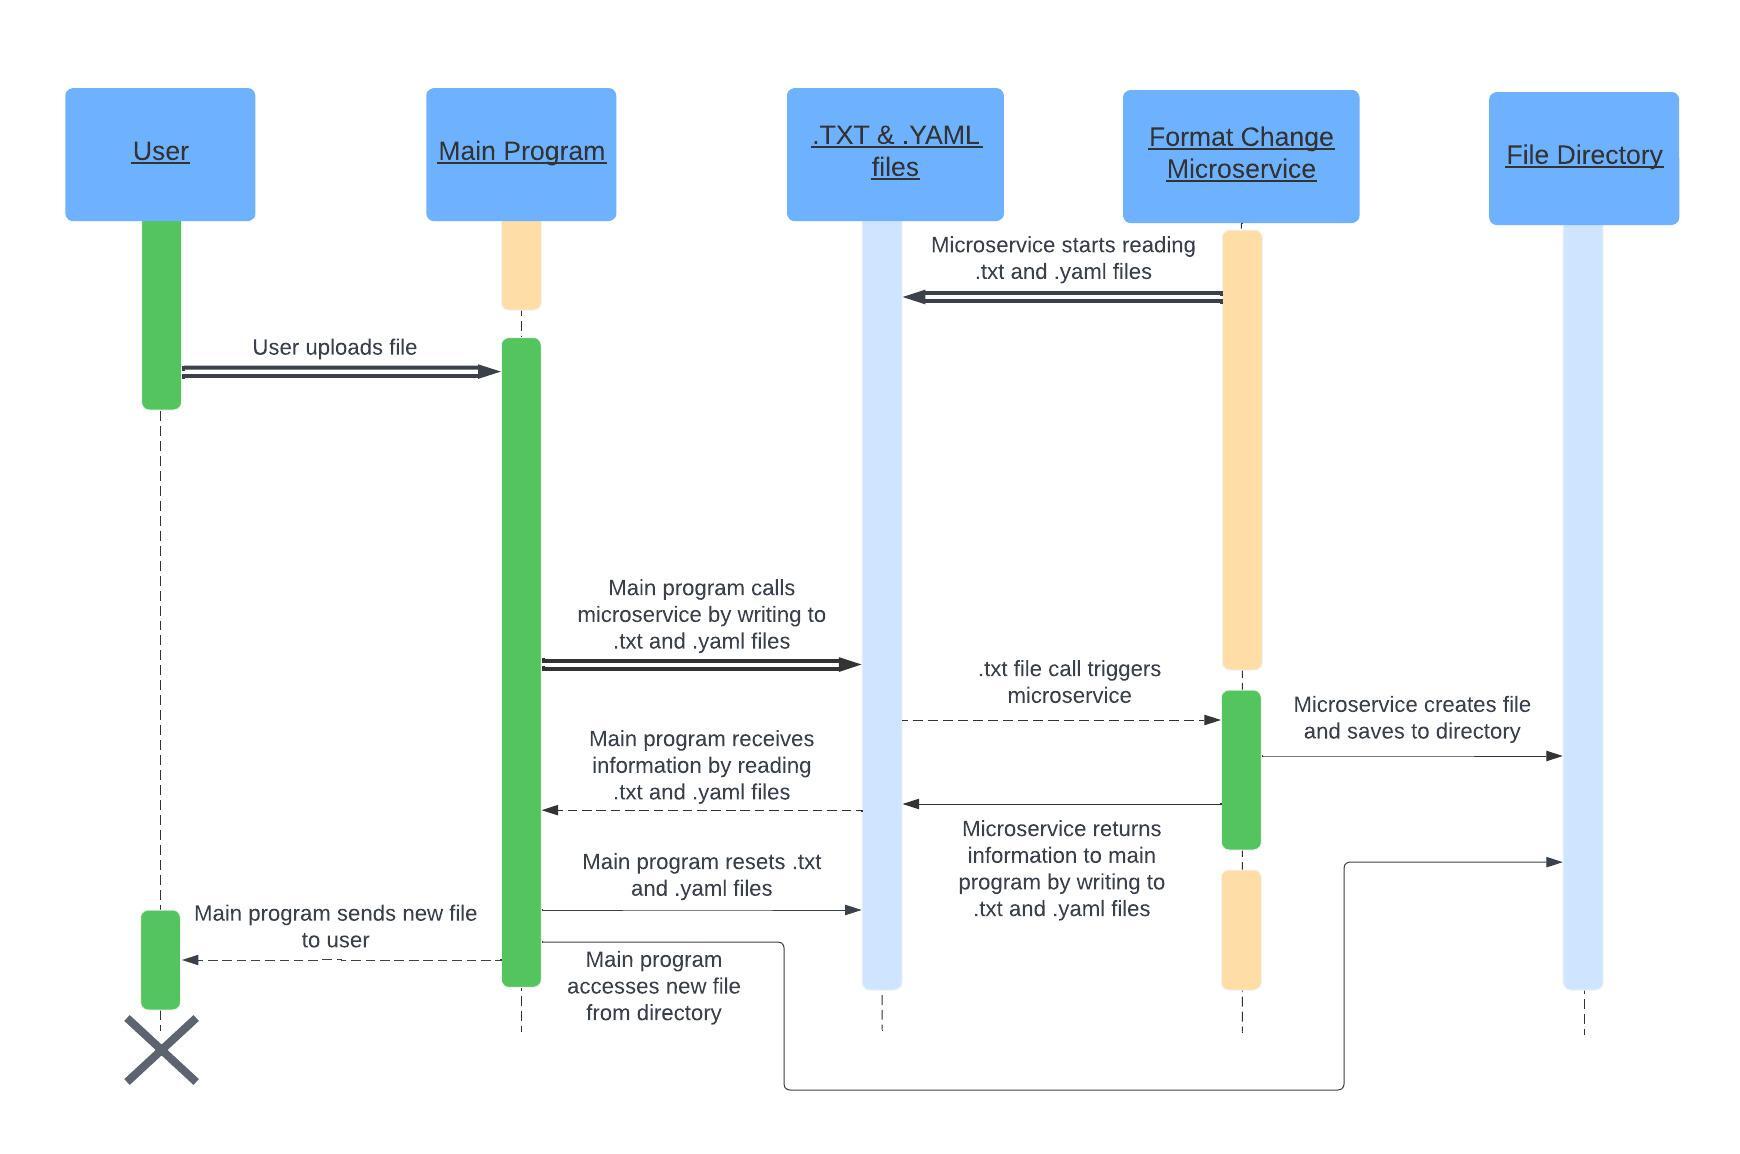 User
Main Program
.TXT & .YAML
files
Format Change
Microservice
File Directory
Microservice starts reading
.txt and .yaml files
User uploads file
Main program calls
microservice by writing to
.txt and .yaml files
.txt file call triggers
microservice
Microservice creates file
and saves to directory
Main program receives
information by reading
.txt and .yaml files
Microservice returns
information to main
program by writing to
.txt and .yaml files
Main program resets .txt
and .yaml files
Main program sends new file
to user
Main program
accesses new file
from directory